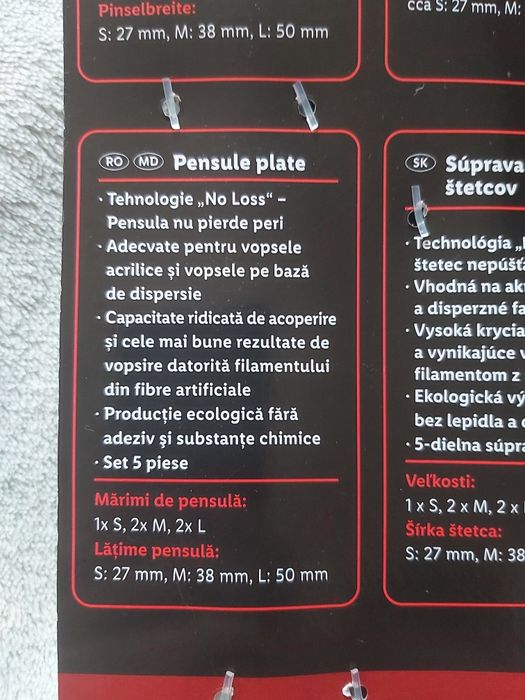 Pinselbreite:
S: 27 mm, M: 38 mm, L: 50 mm
cca S: 27 mm, M:
RO MD Pensule plate
· Tehnologie „No Loss“ –
Pensula nu pierde peri
· Adecvate pentru vopsele
acrilice și vopsele pe bază
de dispersie
· Capacitate ridicată de acoperire
și cele mai bune rezultate de
vopsire datorită filamentului
din fibre artificiale
· Producție ecologică fără
adeziv și substanțe chimice
· Set 5 piese
Mărimi de pensulă:
1x S, 2x M, 2x L
Lățime pensulă:
S: 27 mm, M: 38 mm, L: 50 mm
SK Súprava
štetcov
· Technológia
štetec nepúšť
· Vhodná na
a disperzné
· Vysoká krycia
a vynikajúce
filamentom z
· Ekologická
bez lepidla a
· 5-dielna
Veľkosti:
1 x S, 2 x M, 2 x
Šírka štetca:
S: 27 mm, M: 38